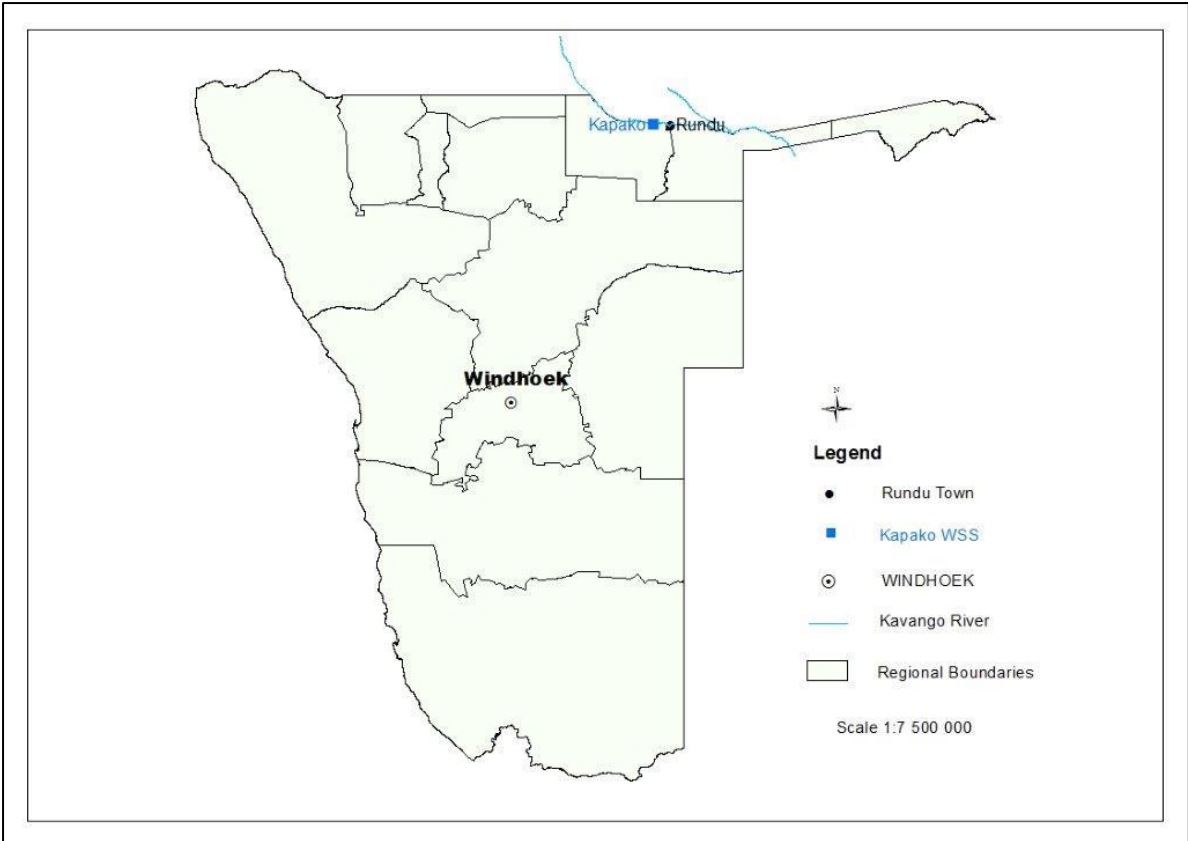 Kapako
Rundu
Windhoek
N
Legend
Rundu Town
Kapako WSS
WINDHOEK
Kavango River
Regional Boundaries
Scale 1:7 500 000